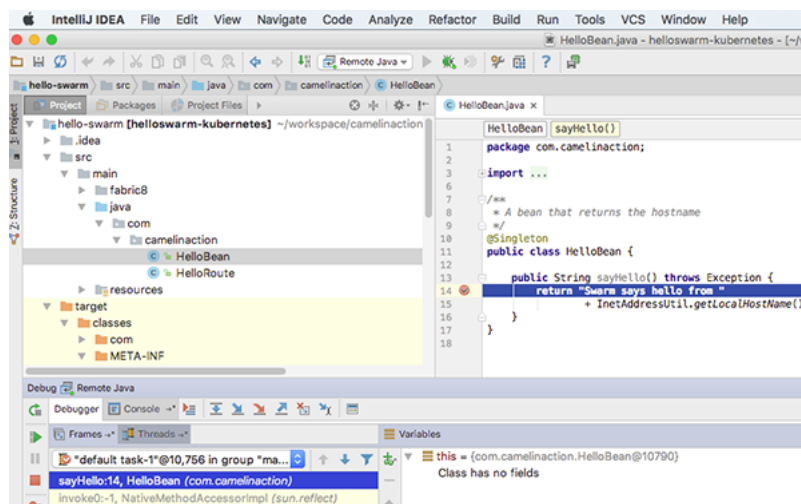 IntelliJ IDEA File Edit View Navigate Code Analyze Refactor Build Run Tools VCS Window Help
HelloBean.java - helloswarm-kubernetes - [~/
Remote Java
hello-swarm src main java com camelinaction HelloBean
1: Project
Z: Structure
Project Packages Project Files
hello-swarm [helloswarm-kubernetes] ~/workspace/camelinaction
.idea
src
main
fabric8
java
com
camelinaction
HelloBean
HelloRoute
resources
target
classes
com
META-INF
HelloBean.java ×
HelloBean sayHello()
1 package com.camelinaction;
2
3 import ...
6
7 /**
8 * A bean that returns the hostname
9 */
10 @Singleton
11 public class HelloBean {
12
13 public String sayHello() throws Exception {
14 return "Swarm says hello from "
15 + InetAddressUtil.getLocalHostName()
16 }
17 }
18
Debug Remote Java
Debugger Console
Frames Threads
"default task-1"@10,756 in group "ma...
sayHello:14, HelloBean (com.camelinaction)
invoke0:-1, NativeMethodAccessorImpl (sun.reflect)
Variables
this = {com.camelinaction.HelloBean@10790}
Class has no fields